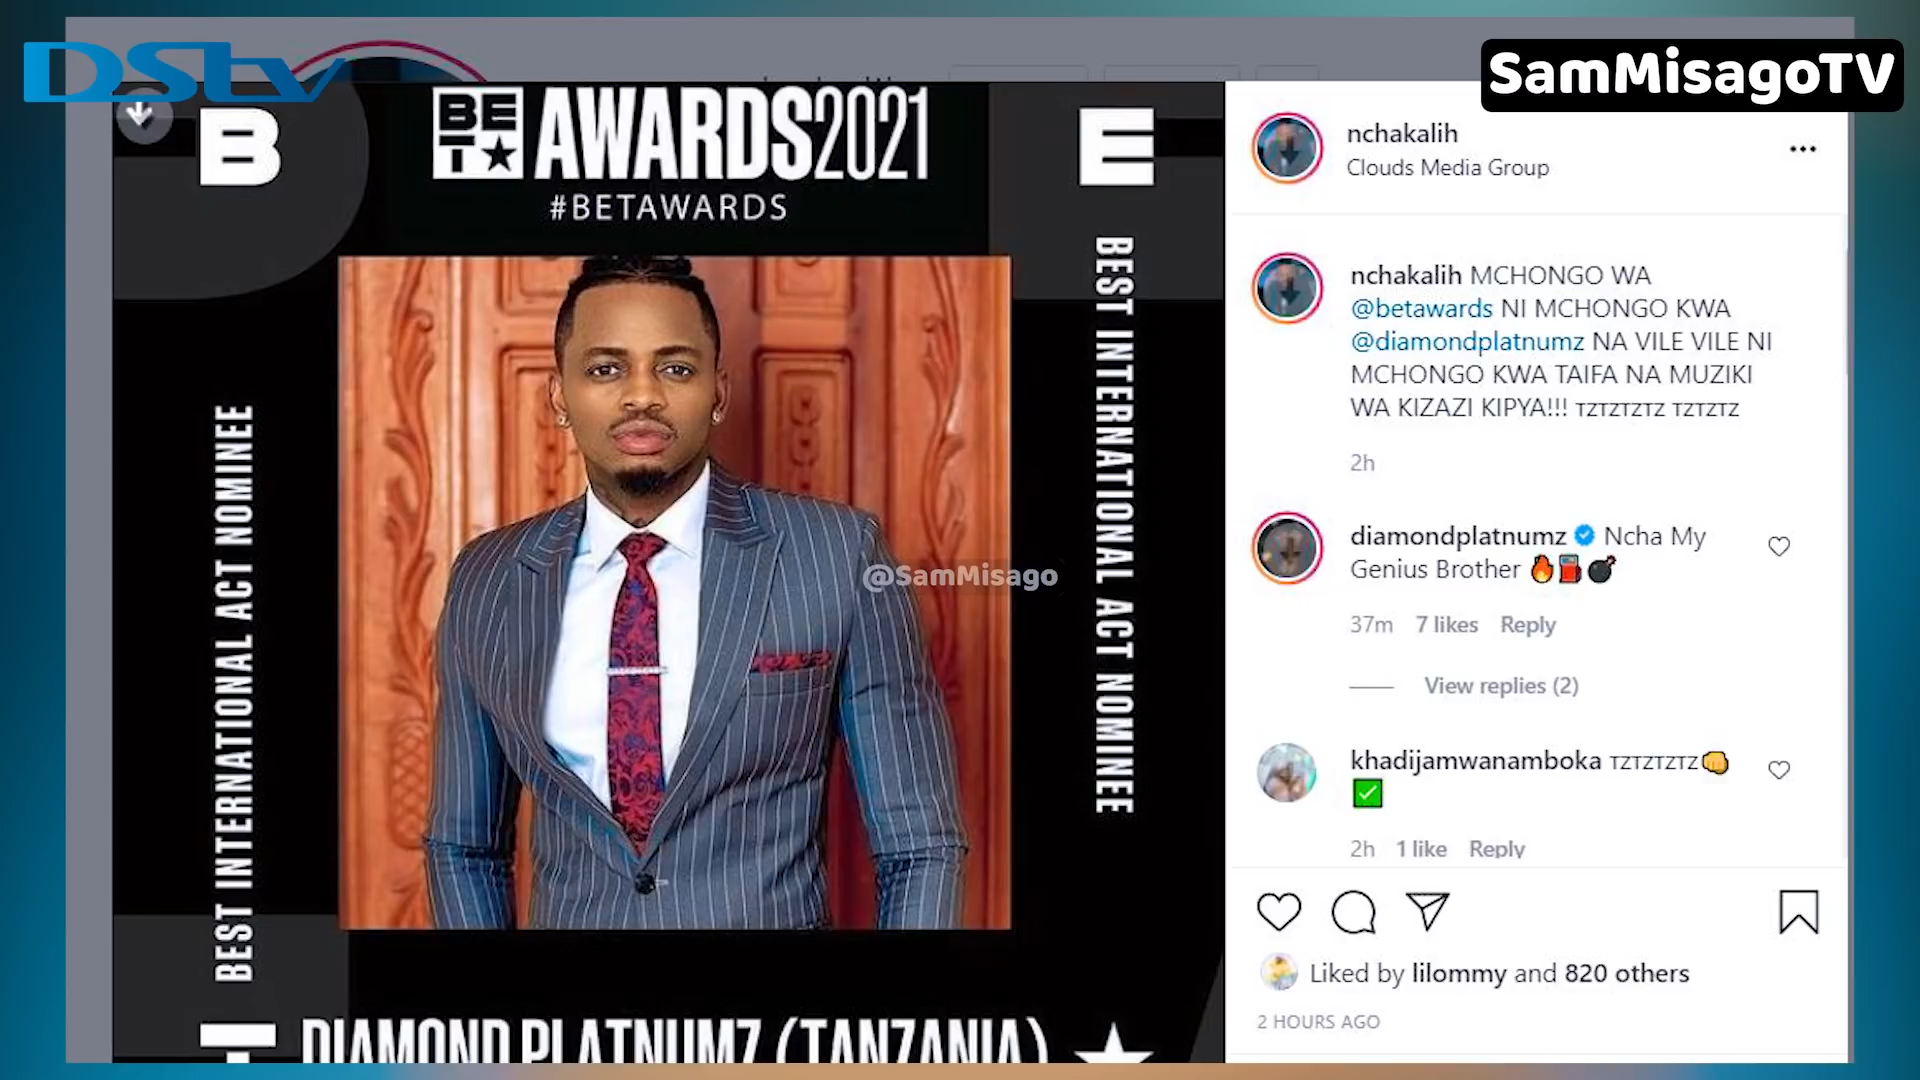 DStv
SamMisagoTV
B
BET AWARDS2021
#BETAWARDS
E
BEST INTERNATIONAL ACT NOMINEE
BEST INTERNATIONAL ACT NOMINEE
@SamMisago
DIAMOND PLATNUMZ (TANZANIA)
nchakalih
Clouds Media Group
nchakalih MCHONGO WA
@betawards NI MCHONGO KWA
@diamondplatnumz NA VILE VILE NI
MCHONGO KWA TAIFA NA MUZIKI
WA KIZAZI KIPYA!!! TZTZTZTZ TZTZTZ
2h
diamondplatnumz Ncha My
Genius Brother 🔥⛽💣
37m 7 likes Reply
View replies (2)
khadijamwanamboka TZTZTZTZ👊
✅
2h 1 like Reply
Liked by lilommy and 820 others
2 HOURS AGO